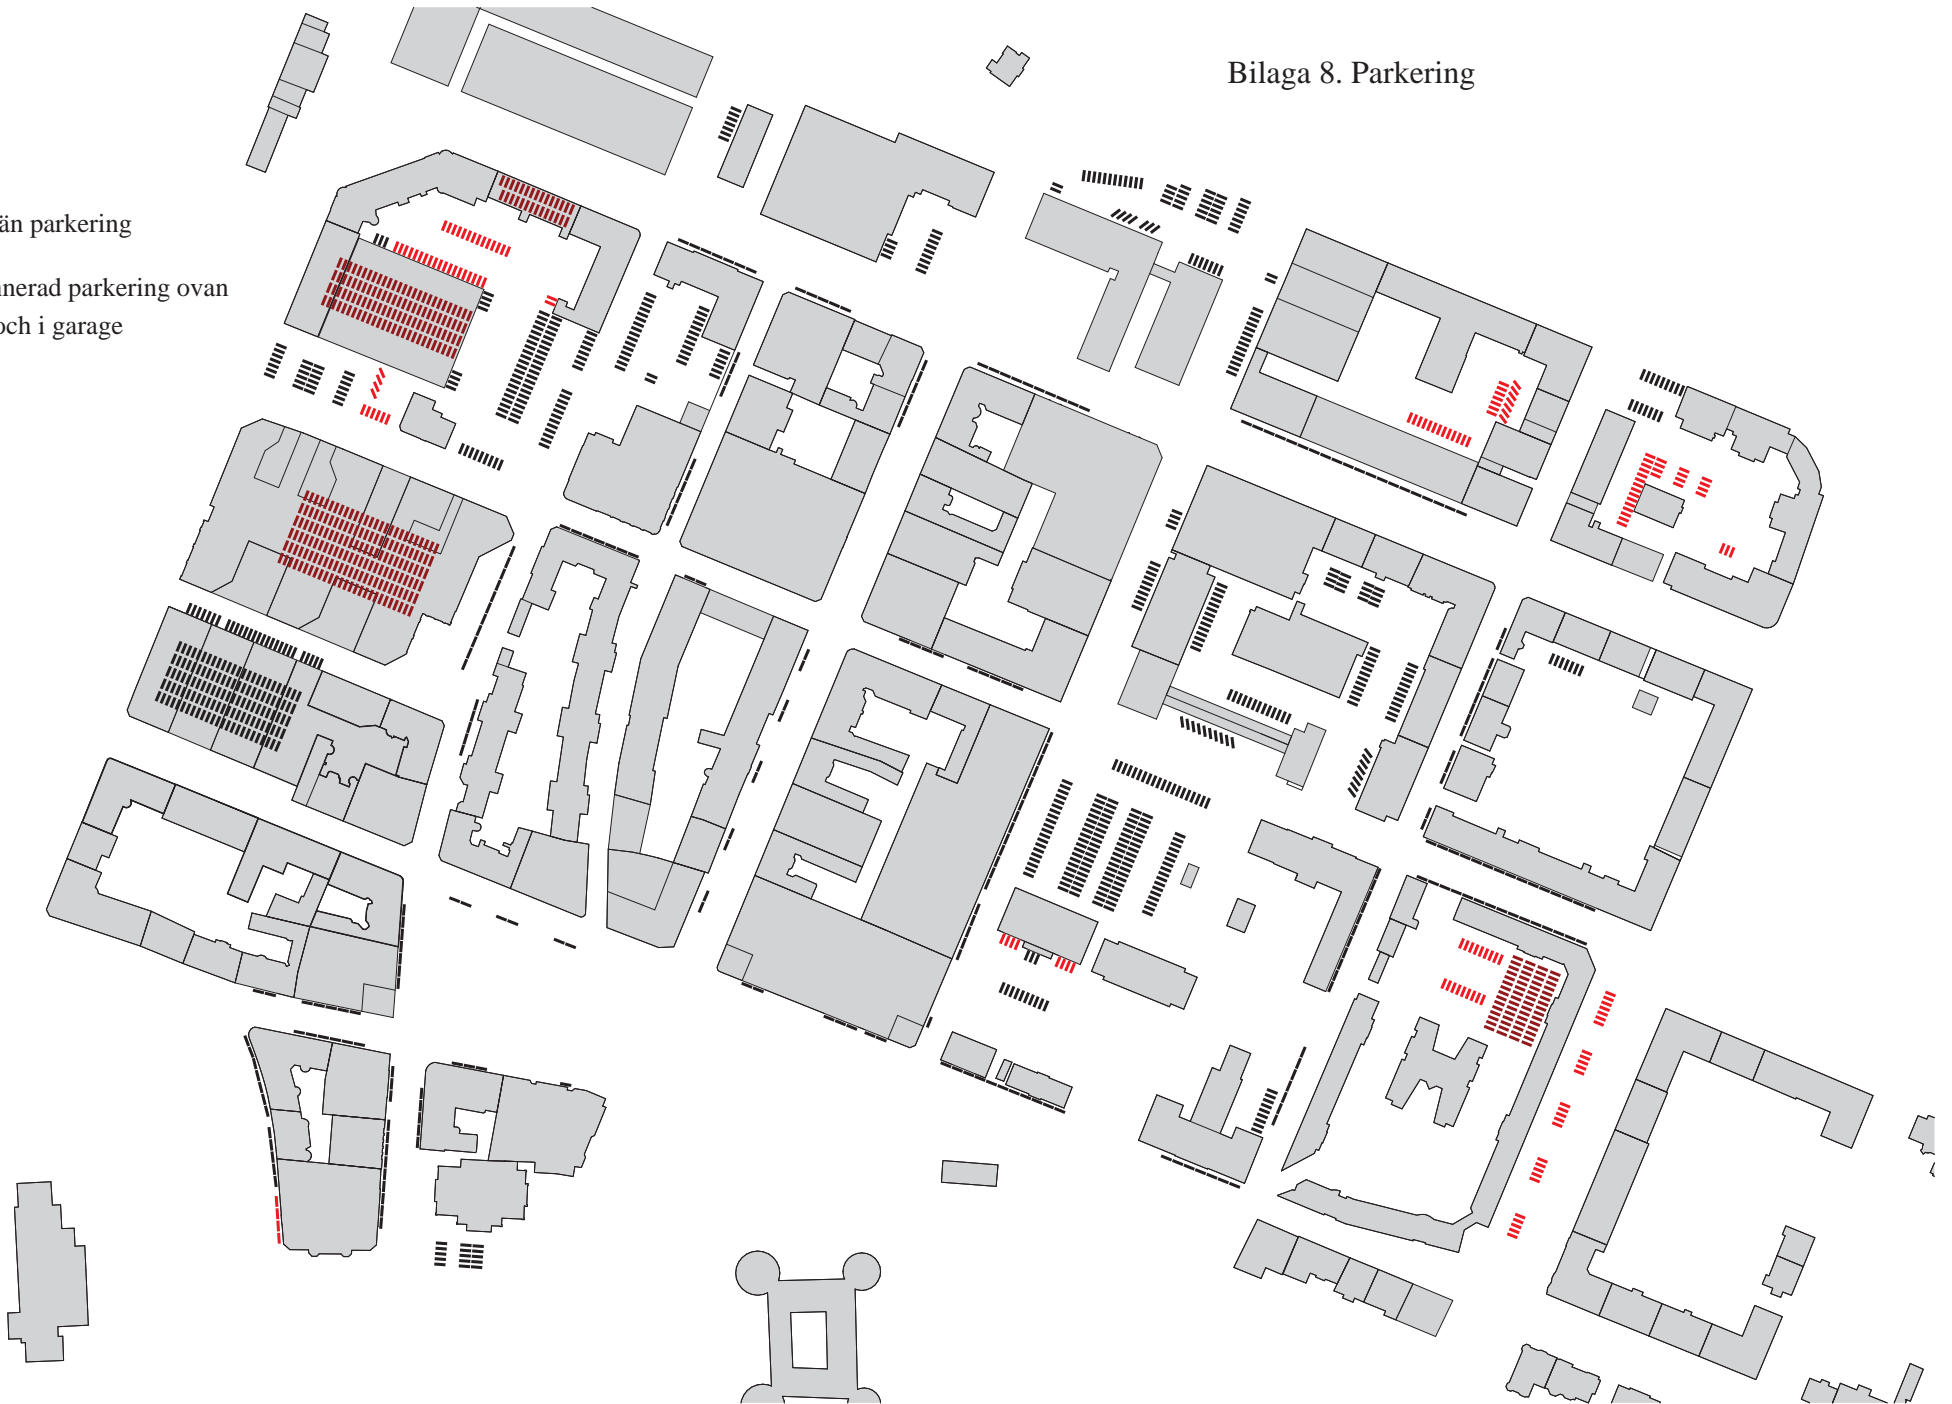 Bilaga 8. Parkering
än parkering
nerad parkering ovan
och i garage